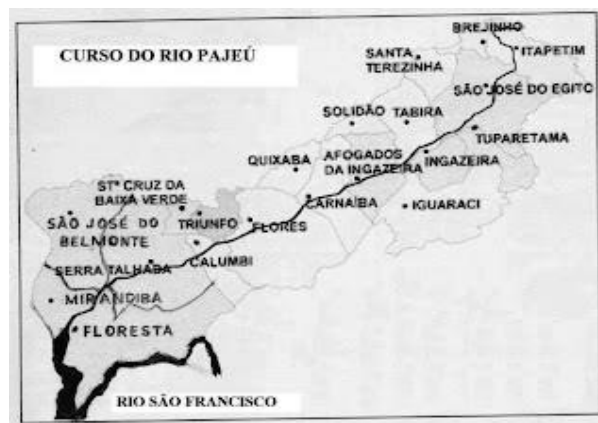 CURSO DO RIO PAJEÚ
BREJINHO
ITAPETIM
SANTA
TEREZINHA
SÃO JOSÉ DO EGITO
SOLIDÃO
TABIRA
TUPARETAMA
QUIXABA
AFOGADOS
DA INGAZEIRA
INGAZEIRA
STª CRUZ DA
BAIXA VERDE
CARNAÍBA
IGUARACI
SÃO JOSÉ DO
BELMONTE
TRIUNFO
FLORES
SERRA TALHADA
CALUMBI
MIRANDIBA
FLORESTA
RIO SÃO FRANCISCO